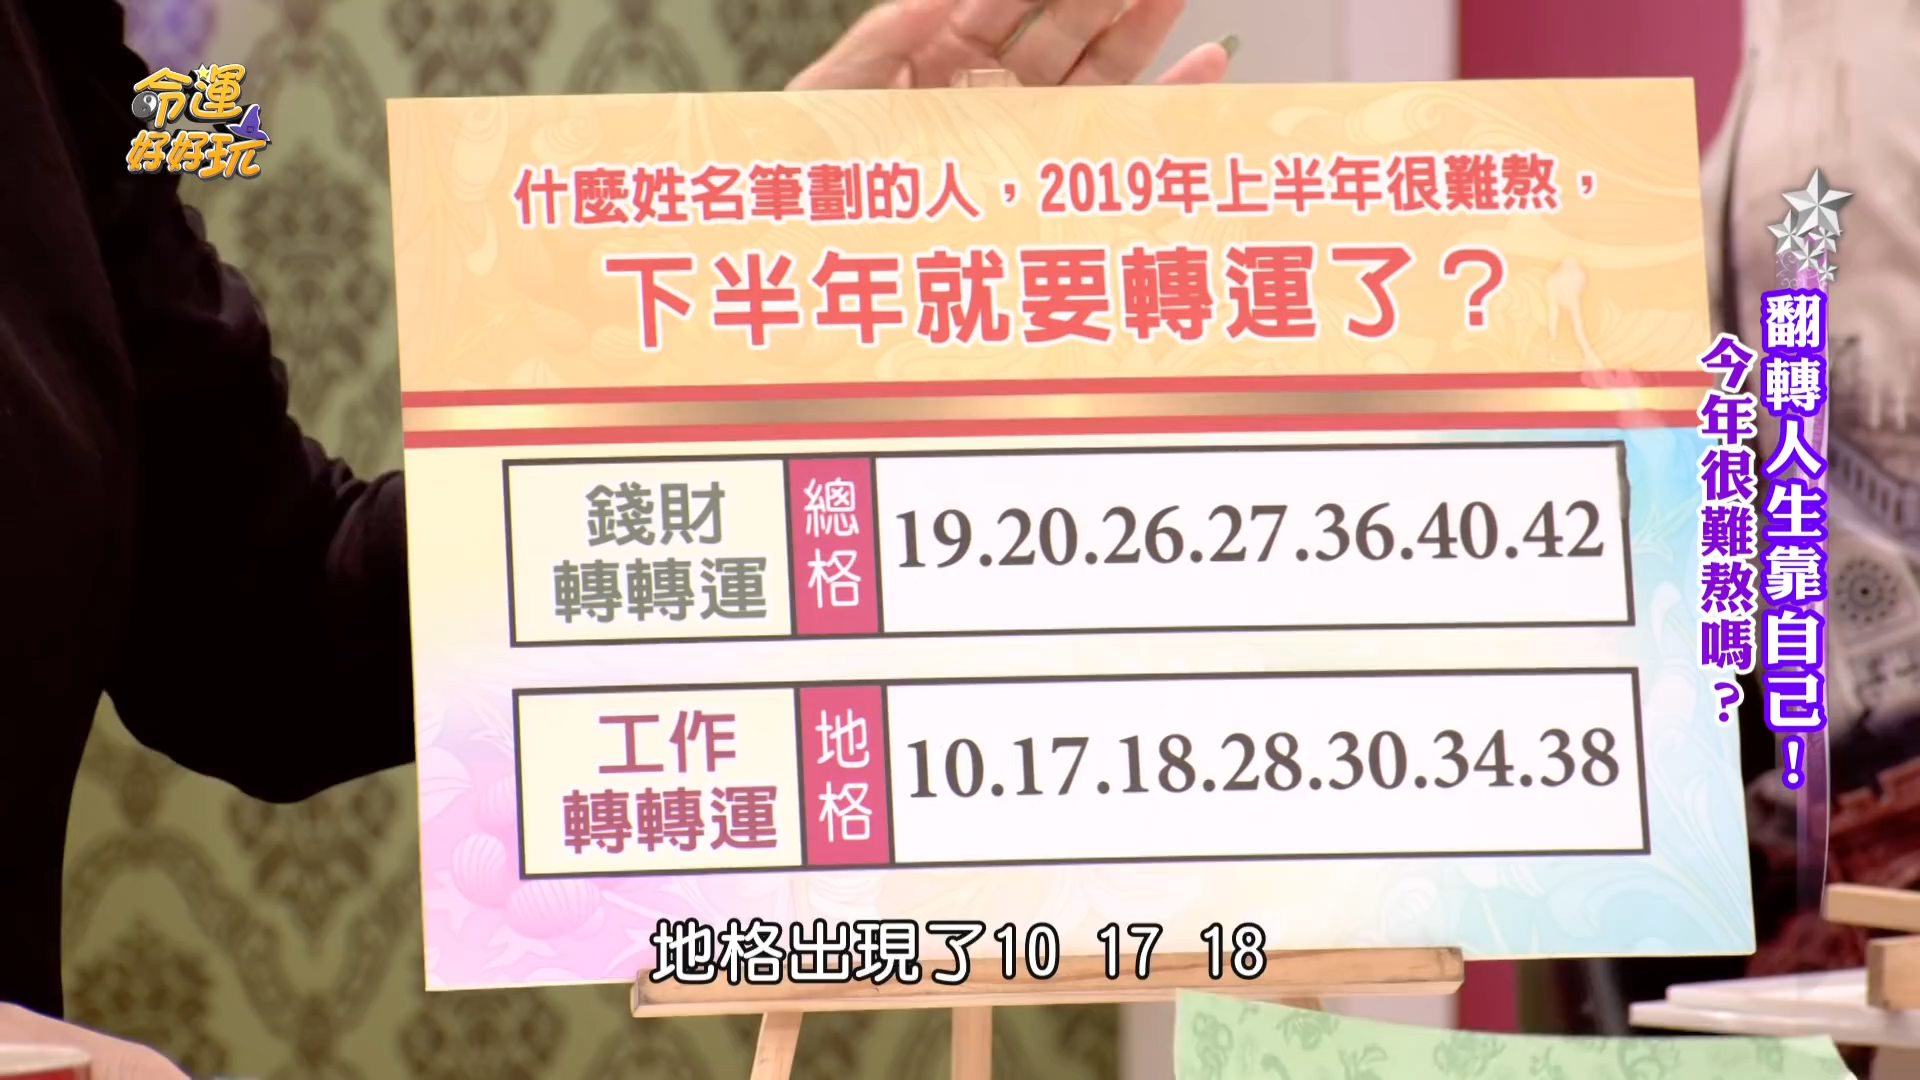 命運
好好玩
什麼姓名筆劃的人，2019年上半年很難熬，
下半年就要轉運了？
錢財
轉轉運
總格
19.20.26.27.36.40.42
工作
轉轉運
地格
10.17.18.28.30.34.38
翻轉人生靠自己！
今年很難熬嗎？
地格出現了10 17 18